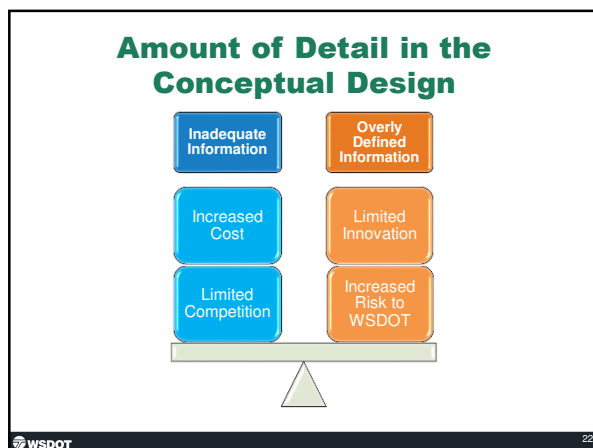 Amount of Detail in the
Conceptual Design
Inadequate
Information
Overly
Defined
Information
Increased
Cost
Limited
Innovation
Limited
Competition
Increased
Risk to
WSDOT
WSDOT
22